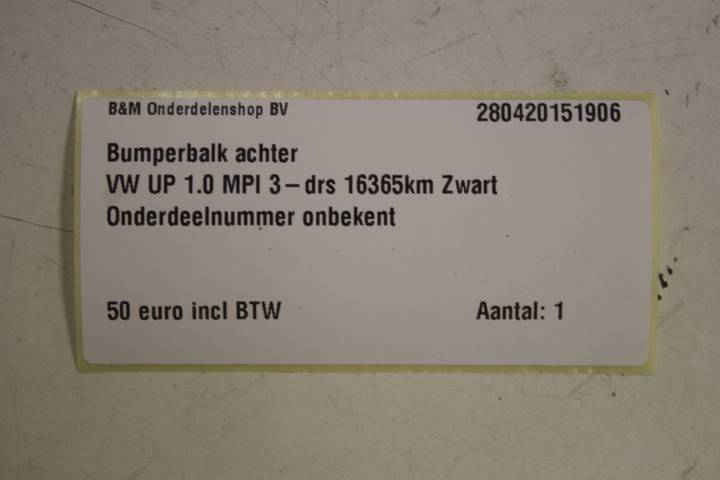 B&M Onderdelenshop BV
280420151906
Bumperbalk achter
VW UP 1.0 MPI 3-drs 16365km Zwart
Onderdeelnummer onbekent
50 euro incl BTW
Aantal: 1